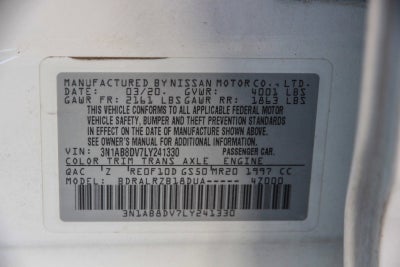 MANUFACTURED BY NISSAN MOTOR CO., LTD.
DATE: 03/20. GVWR: 4001 LBS
GAWR FR: 2161 LBS GAWR RR: 1863 LBS
THIS VEHICLE CONFORMS TO ALL APPLICABLE FEDERAL MOTOR
VEHICLE SAFETY, BUMPER AND THEFT PREVENTION STANDARDS
IN EFFECT ON THE DATE OF MANUFACTURE SHOWN ABOVE.
SEE OWNER'S MANUAL FOR ADDITIONAL INFORMATION.
VIN: 3N1AB8DV7LY241330 PASSENGER CAR.
COLOR TRIM TRANS AXLE ENGINE
QAC Z RE0F10D GS50 MR20 1997 CC
MODEL: BDRALRZB18DUA----- 47000
3N1AB8DV7LY241330